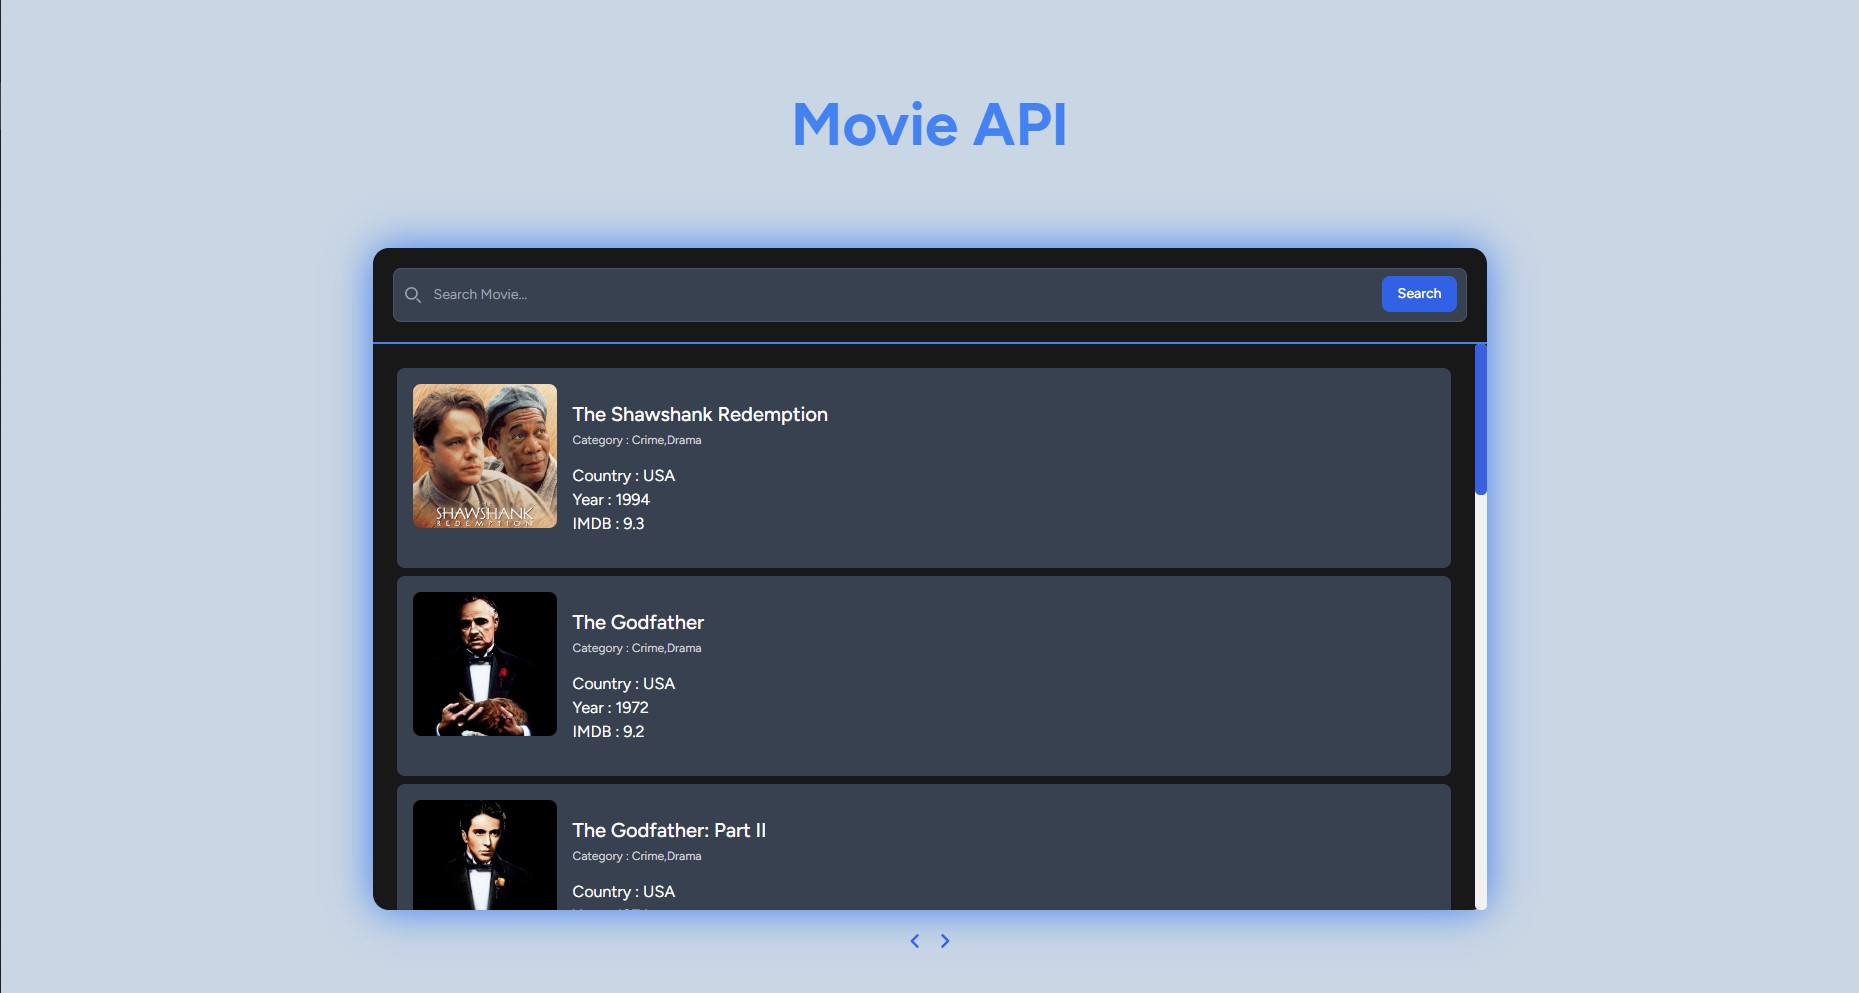 Movie API
Search Movie...
Search
The Shawshank Redemption
Category : Crime,Drama
Country : USA
Year : 1994
IMDB : 9.3
SHAWSHANK
REDEMPTION
The Godfather
Category : Crime,Drama
Country : USA
Year : 1972
IMDB : 9.2
The Godfather: Part II
Category : Crime,Drama
Country : USA